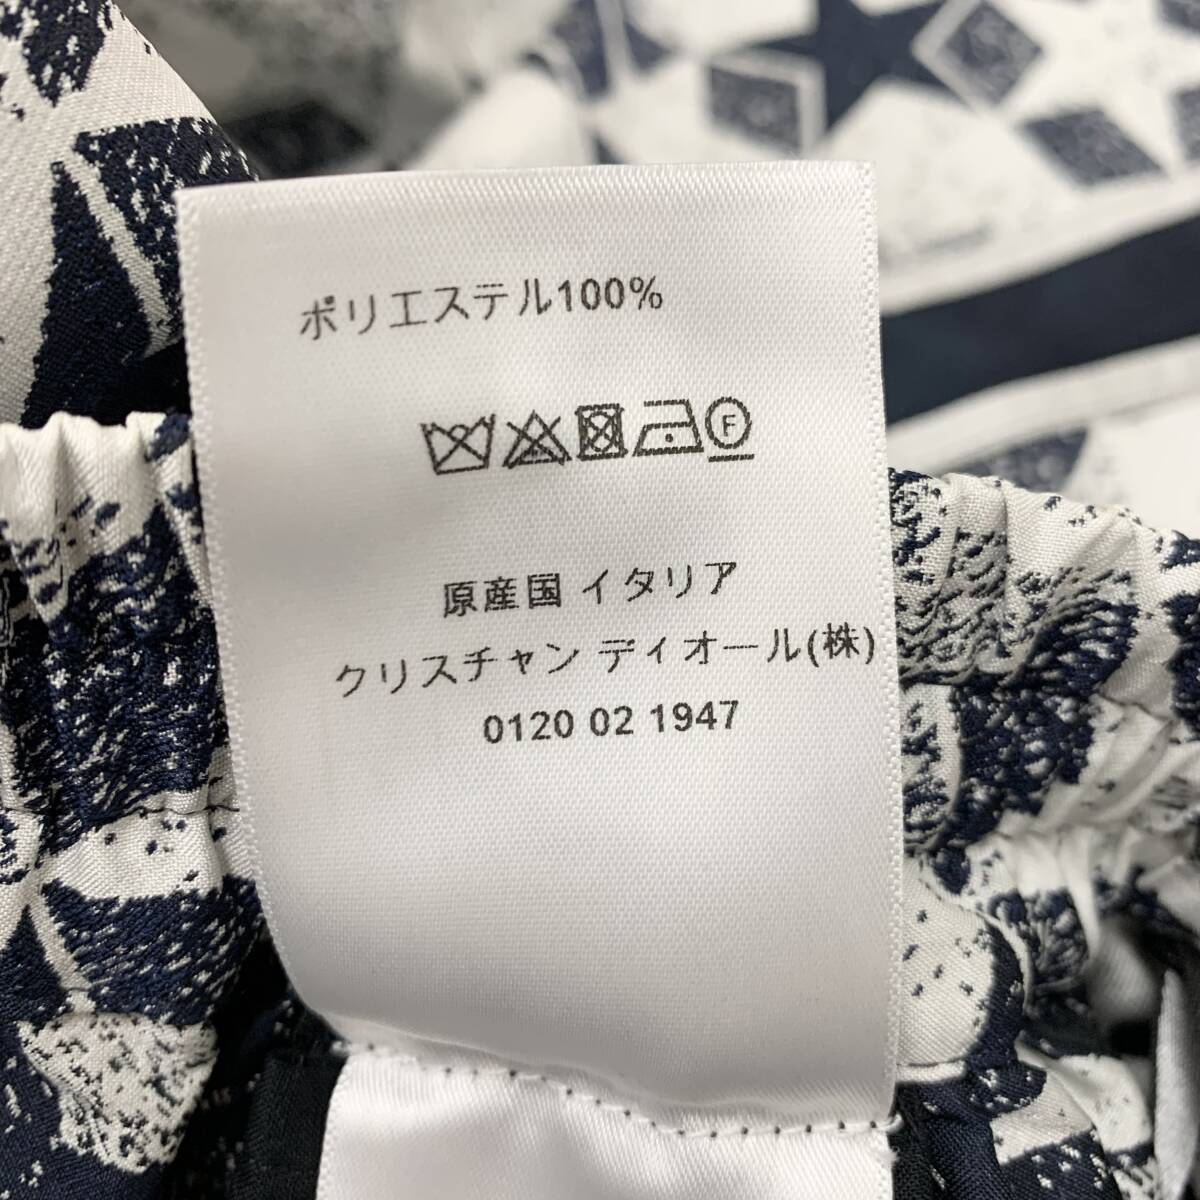 ポリエステル100%
F
原産国 イタリア
クリスチャン ディオール(株)
0120 02 1947